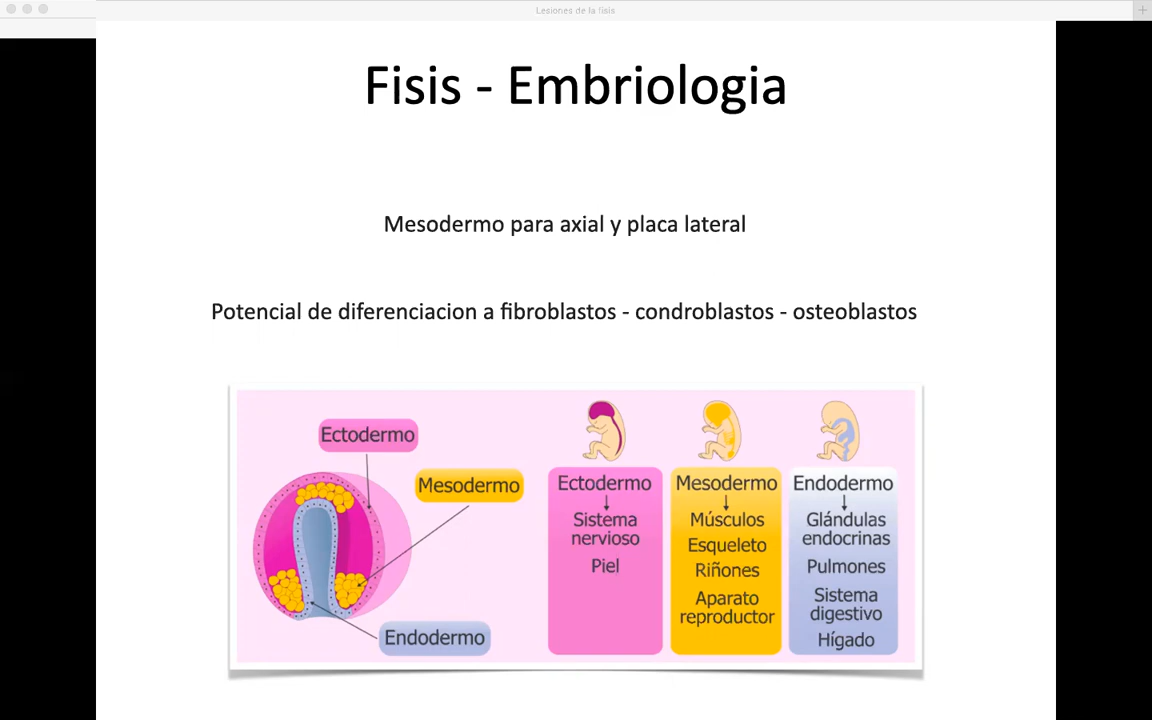 Lesiones de la fisis
Fisis - Embriologia
Mesodermo para axial y placa lateral
Potencial de diferenciacion a fibroblastos - condroblastos - osteoblastos
Ectodermo
Mesodermo
Endodermo
Ectodermo
Sistema
nervioso
Piel
Mesodermo
Músculos
Esqueleto
Riñones
Aparato
reproductor
Endodermo
Glándulas
endocrinas
Pulmones
Sistema
digestivo
Hígado